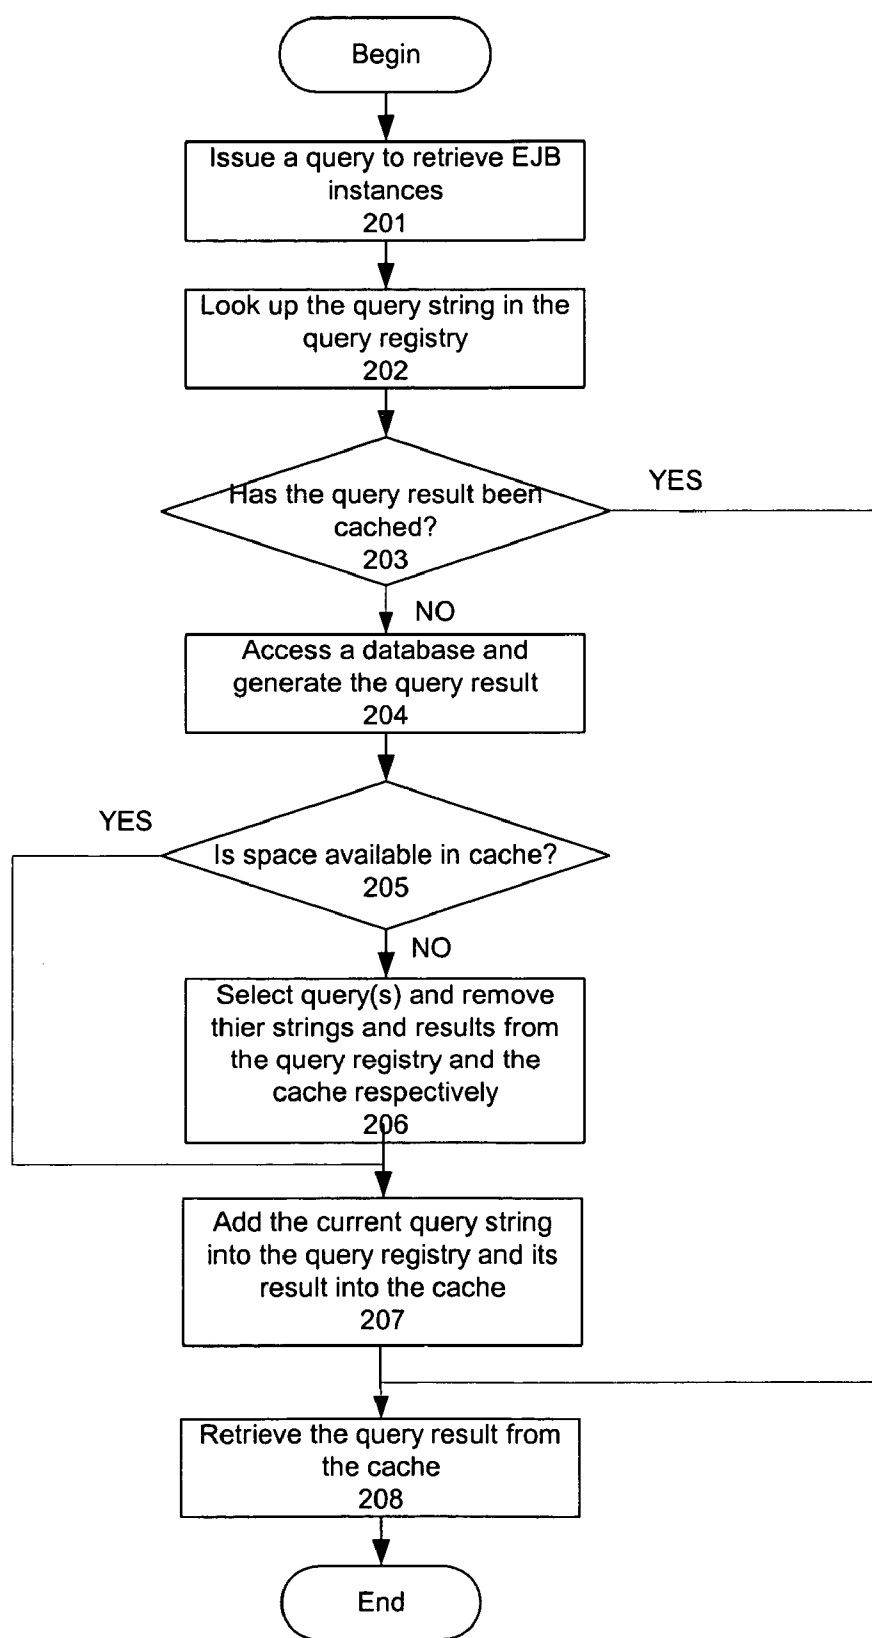 Begin
Issue a query to retrieve EJB
instances
201
Look up the query string in the
query registry
202
YES
Has the query result been
cached?
203
NO
Access a database and
generate the query result
204
YES
Is space available in cache?
205
NO
Select query(s) and remove
thier strings and results from
the query registry and the
cache respectively
206
Add the current query string
into the query registry and its
result into the cache
207
Retrieve the query result from
the cache
208
End